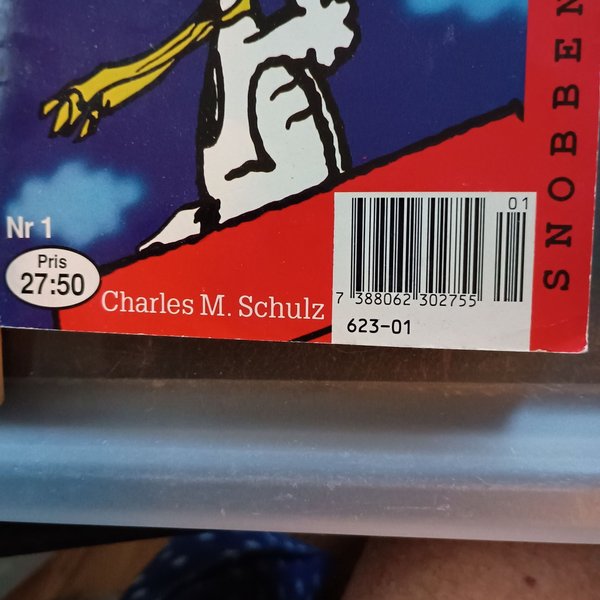 SNOBBEN
Nr 1
Pris
27:50
Charles M. Schulz
01
7 388062 302755
623-01